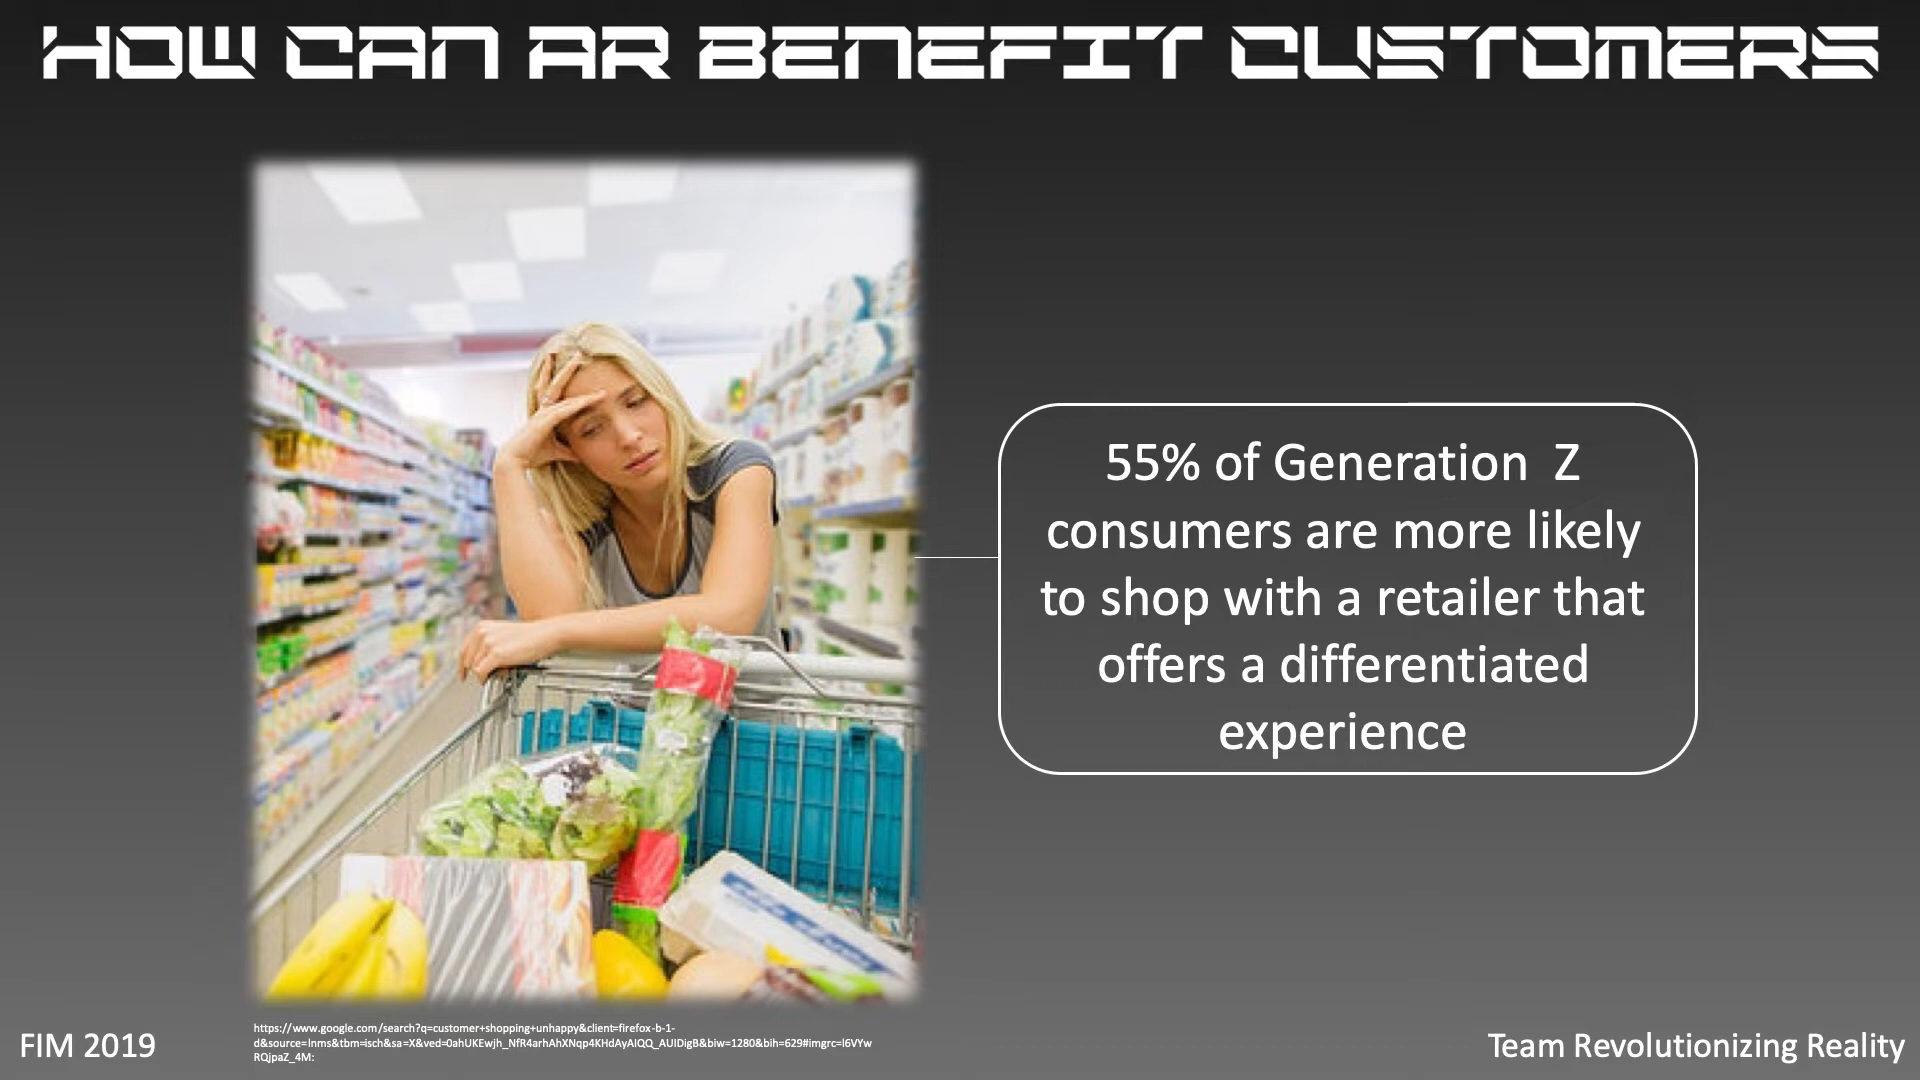 HOW CAN AR BENEFIT CUSTOMERS
55% of Generation  Z
consumers are more likely
to shop with a retailer that
offers a differentiated
experience
FIM 2019
https://www.google.com/search?q=customer+shopping+unhappy&client=firefox-b-1-
d&source=lnms&tbm=isch&sa=X&ved=0ahUKEwjh_NfR4arhAhXNqp4KHdAyAIQQ_AUIDigB&biw=1280&bih=629#imgrc=l6VYw
RQjpaZ_4M:
Team Revolutionizing Reality